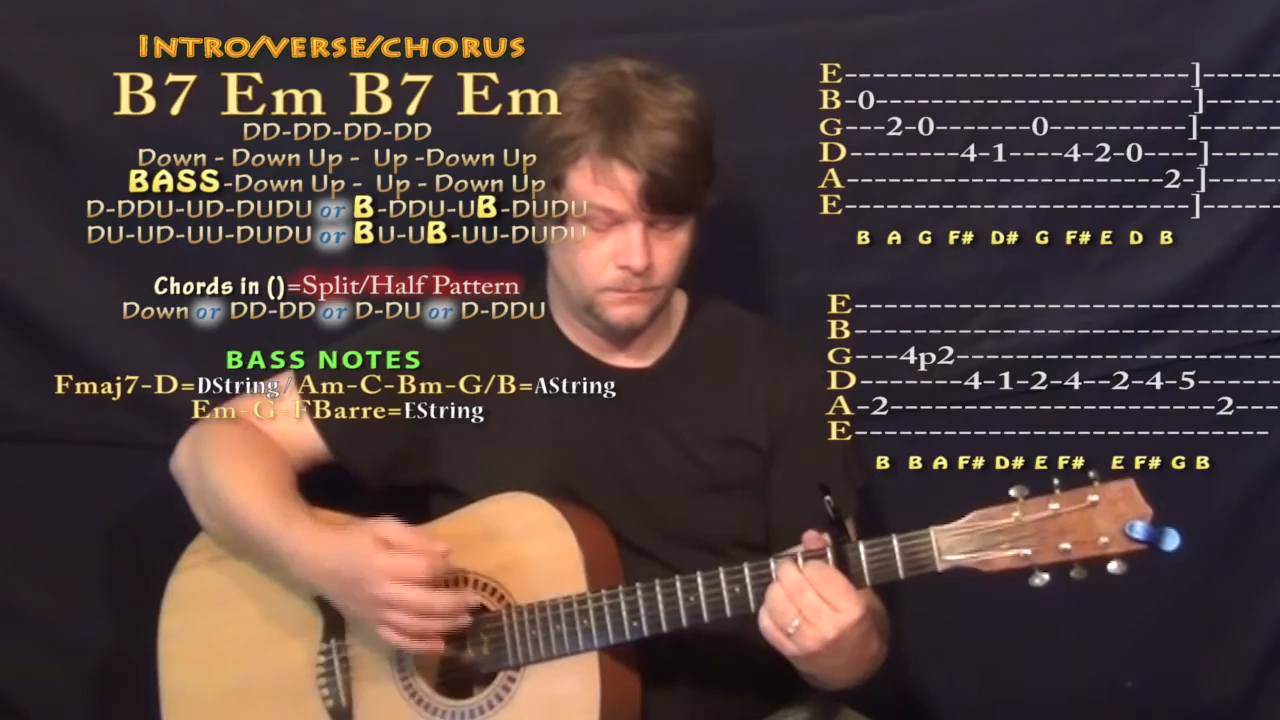 Intro/verse/chorus
B7 Em B7 Em
DD-DD-DD-DD
Down - Down Up - Up -Down Up
BASS-Down Up - Up - Down Up
D-DDU-UD-DUDU or B-DDU-UB-DUDU
DU-UD-UU-DUDU or BU-UB-UU-DUDU
Chords in ()=Split/Half Pattern
Down or DD-DD or D-DU or D-DDU
BASS NOTES
Fmaj7-D=DString/Am-C-Bm-G/B=AString
Em-G-FBarre=EString
E-----------------------------]-----
B-0---------------------------]-----
G---2-0--------0------------]-----
D----------4-1----4-2-0-----]-----
A---------------------------2-]-----
E-----------------------------]-----
B A G F# D# G F# E D B
E------------------------------------
B------------------------------------
G---4p2-----------------------------
D---------4-1-2-4--2-4-5-------
A-2----------------------------2---
E------------------------------------
B B A F# D# E F# E F# G B